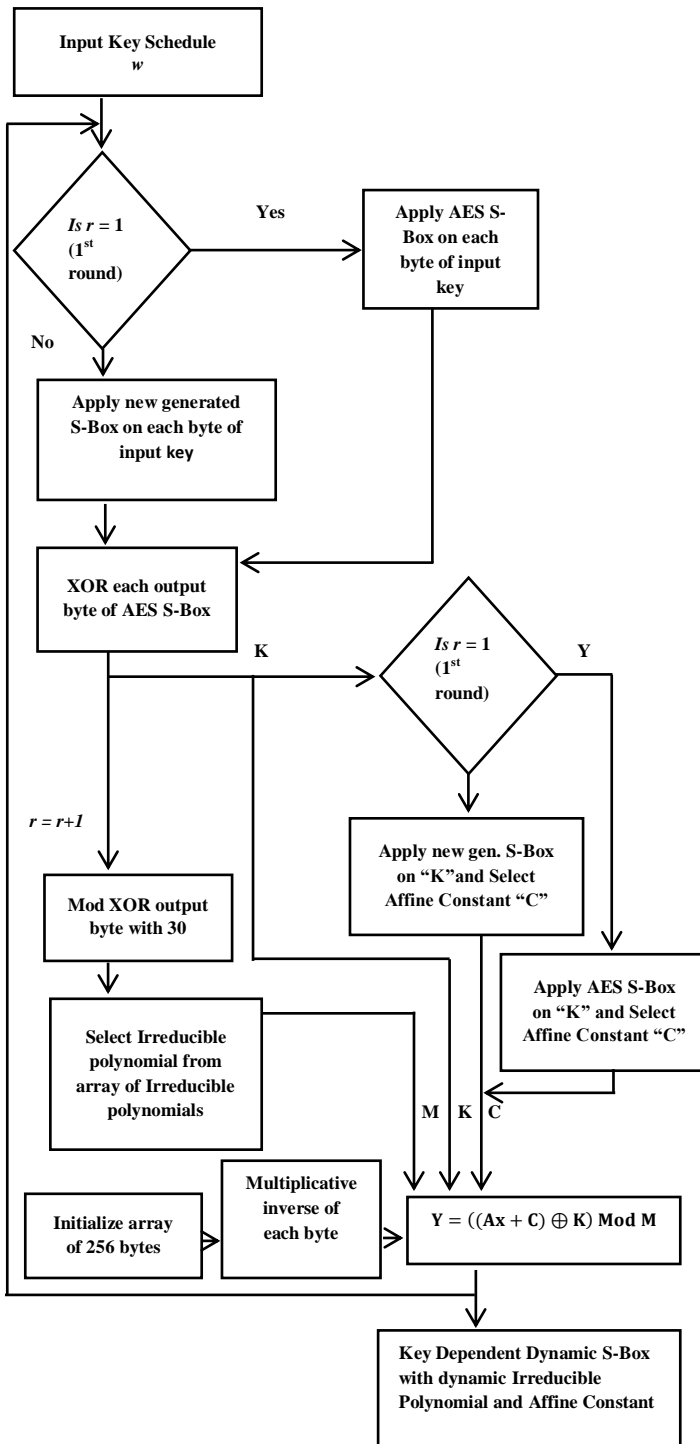 Input Key Schedule
w
Is r = 1
(1st
round)
Yes
Apply AES S-
Box on each
byte of input
key
No
Apply new generated
S-Box on each byte of
input key
XOR each output
byte of AES S-Box
K
Is r = 1
(1st
round)
Y
r = r+1
Apply new gen. S-Box
on “K”and Select
Affine Constant “C”
Mod XOR output
byte with 30
Apply AES S-Box
on “K” and Select
Affine Constant “C”
Select Irreducible
polynomial from
array of Irreducible
polynomials
M K C
Multiplicative
inverse of
each byte
Initialize array
of 256 bytes
Y = ((Ax + C) ⊕ K) Mod M
Key Dependent Dynamic S-Box
with dynamic Irreducible
Polynomial and Affine Constant